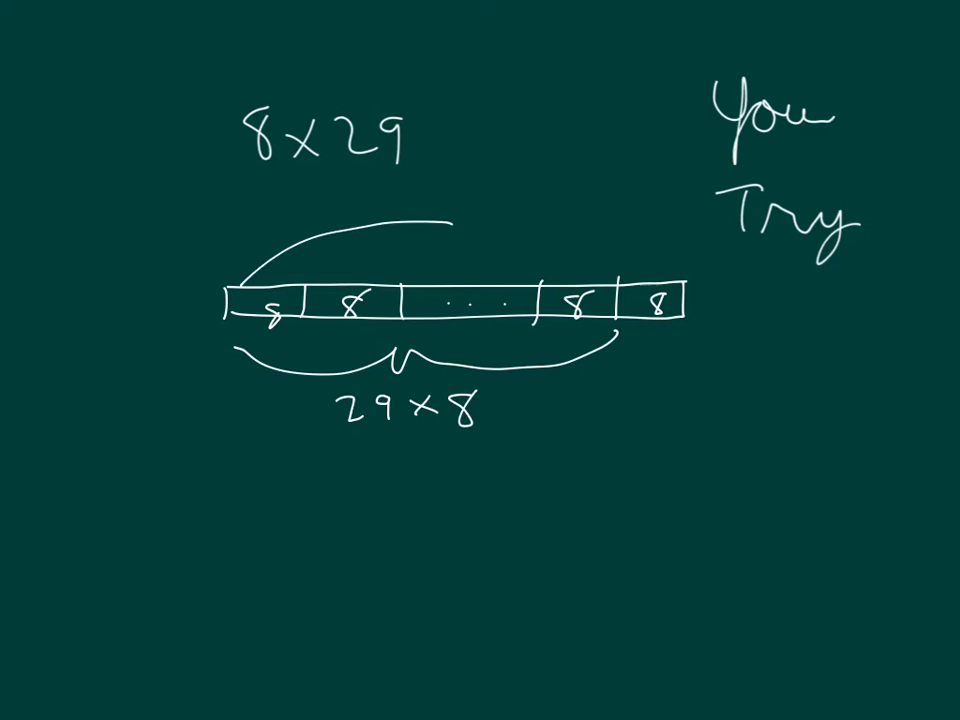 8 x 29
You
Try
8 8 . . . 8 8
29 x 8